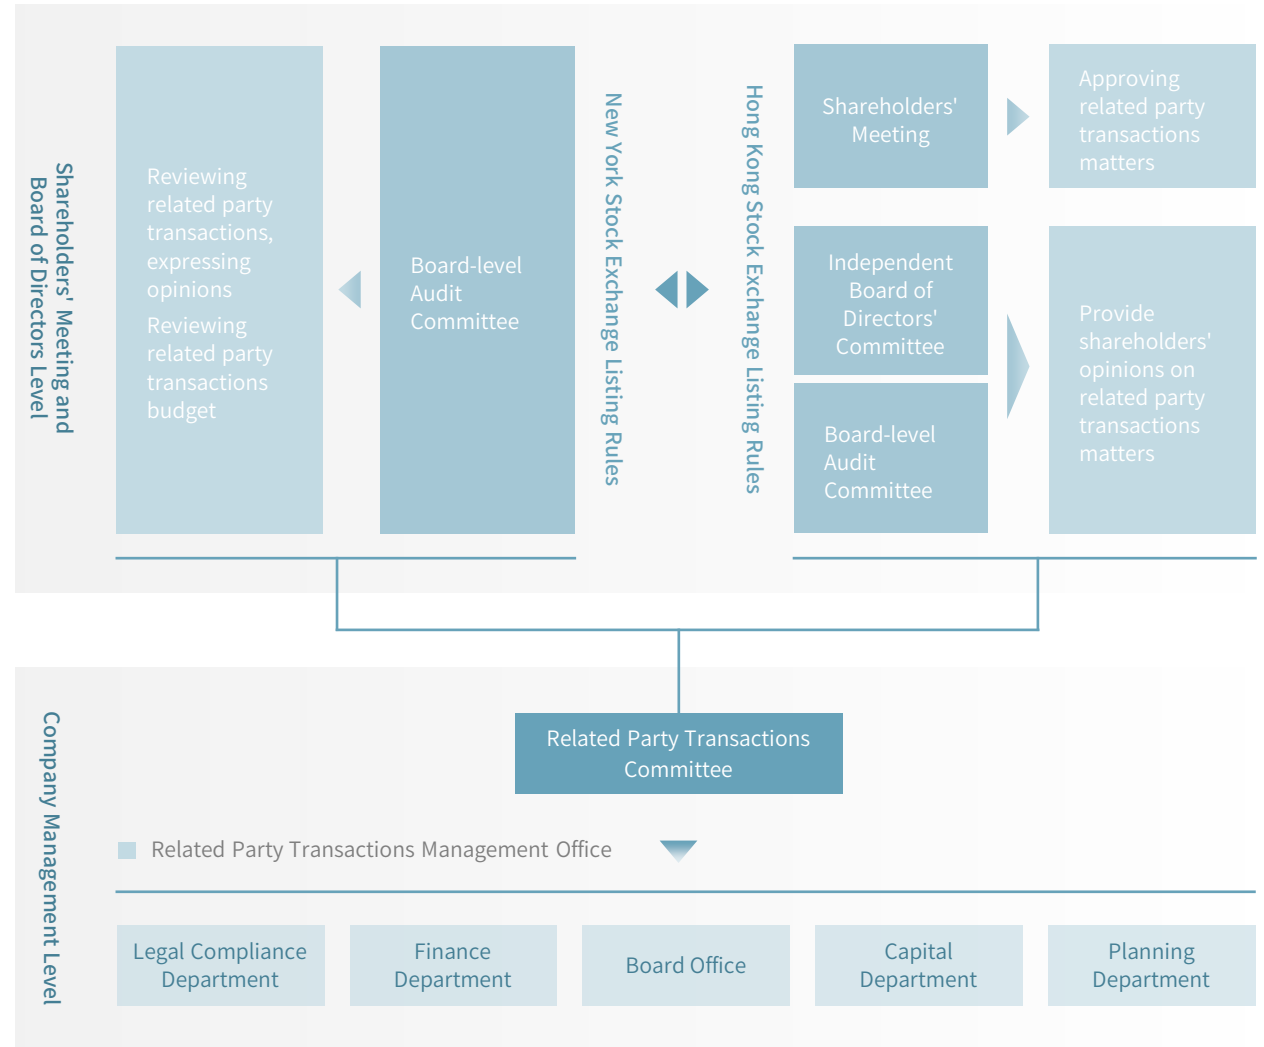 Shareholders' Meeting and
Board of Directors Level
Reviewing
related party
transactions,
expressing
opinions
Reviewing
related party
transactions
budget
Board-level
Audit
Committee
New York Stock Exchange Listing Rules
Hong Kong Stock Exchange Listing Rules
Shareholders'
Meeting
Approving
related party
transactions
matters
Independent
Board of
Directors'
Committee
Board-level
Audit
Committee
Provide
shareholders'
opinions on
related party
transactions
matters
Company Management Level
Related Party Transactions
Committee
Related Party Transactions Management Office
Legal Compliance
Department
Finance
Department
Board Office
Capital
Department
Planning
Department